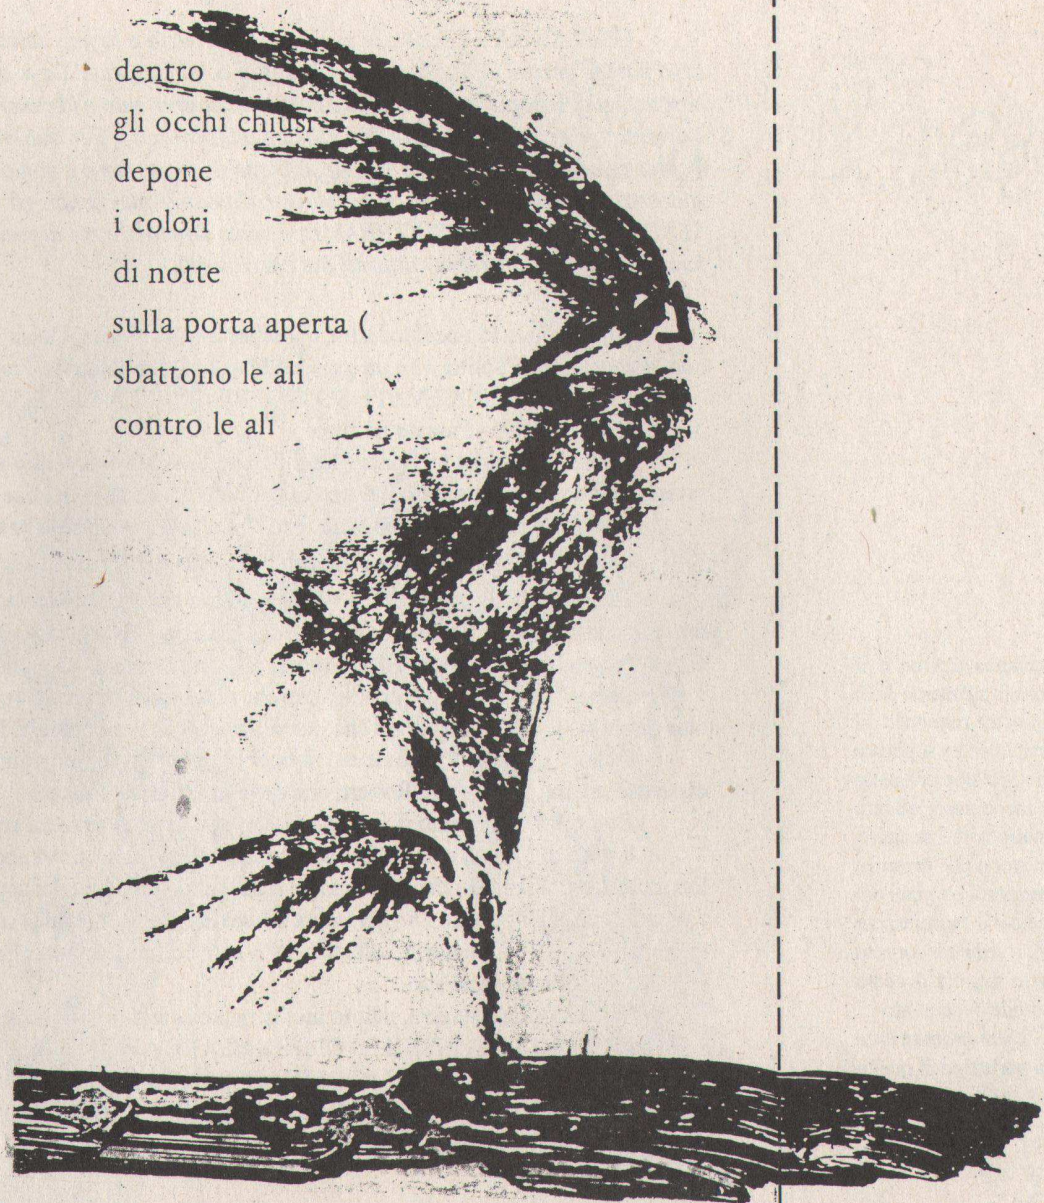 dentro
gli occhi chiusi
depone
i colori
di notte
sulla porta aperta (
sbattono le ali
contro le ali